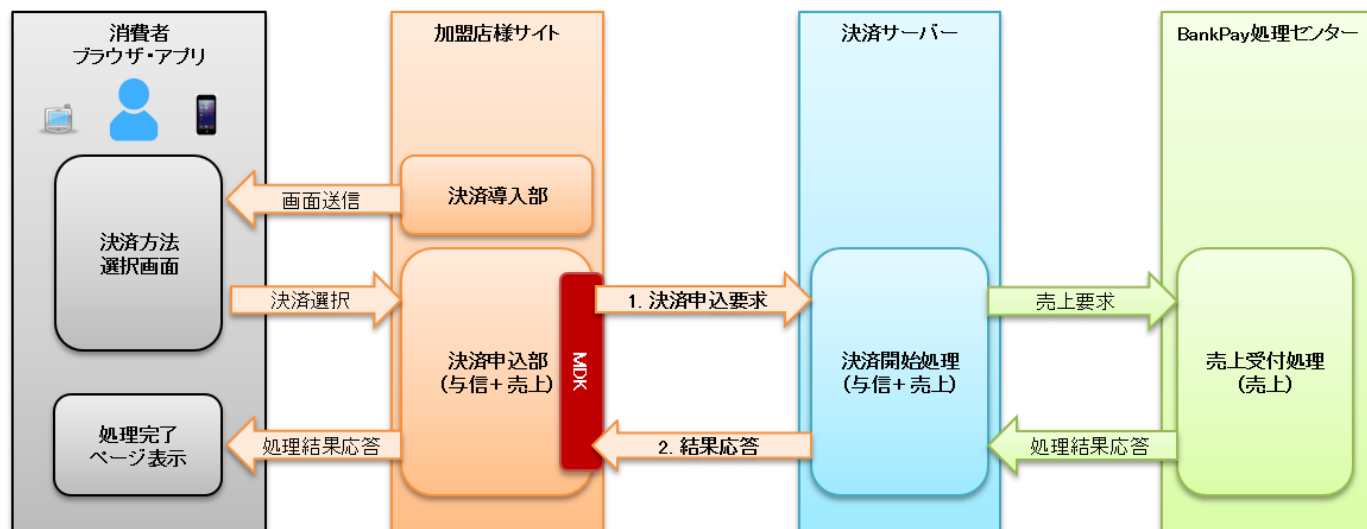 消費者
ブラウザ・アプリ
加盟店様サイト
決済サーバー
BankPay処理センター
画面送信
決済導入部
決済方法
選択画面
決済選択
1. 決済申込要求
売上要求
決済申込部
(与信+売上)
MDK
決済開始処理
(与信+売上)
売上受付処理
(売上)
処理完了
ページ表示
処理結果応答
2. 結果応答
処理結果応答